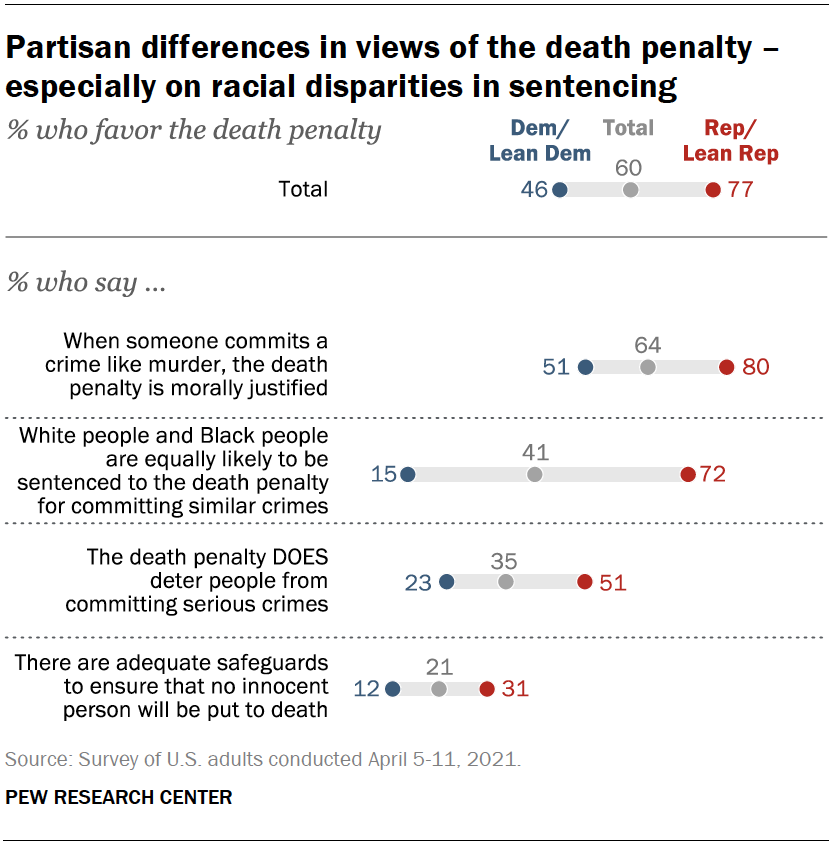 Partisan differences in views of the death penalty –
especially on racial disparities in sentencing
% who favor the death penalty
Dem/
Lean Dem
Total
Rep/
Lean Rep
Total
46
60
77
% who say ...
When someone commits a
crime like murder, the death
penalty is morally justified
51
64
80
White people and Black people
are equally likely to be
sentenced to the death penalty
for committing similar crimes
15
41
72
The death penalty DOES
deter people from
committing serious crimes
23
35
51
There are adequate safeguards
to ensure that no innocent
person will be put to death
12
21
31
Source: Survey of U.S. adults conducted April 5-11, 2021.
PEW RESEARCH CENTER